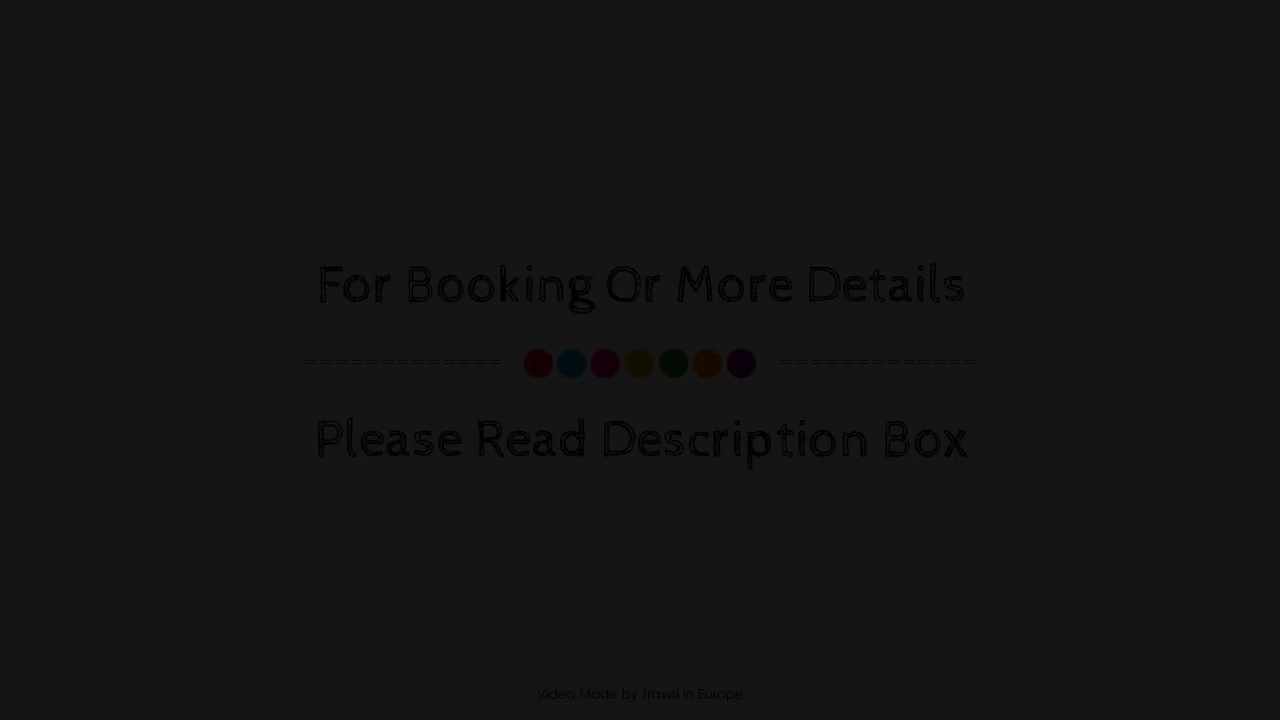 For Booking Or More Details
============= =============
Please Read Description Box
Video Made by Travel In Europe